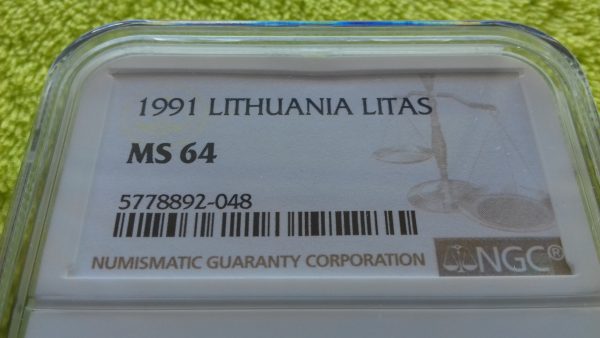 1991 LITHUANIA LITAS
MS 64
5778892-048
NUMISMATIC GUARANTY CORPORATION
NGC®